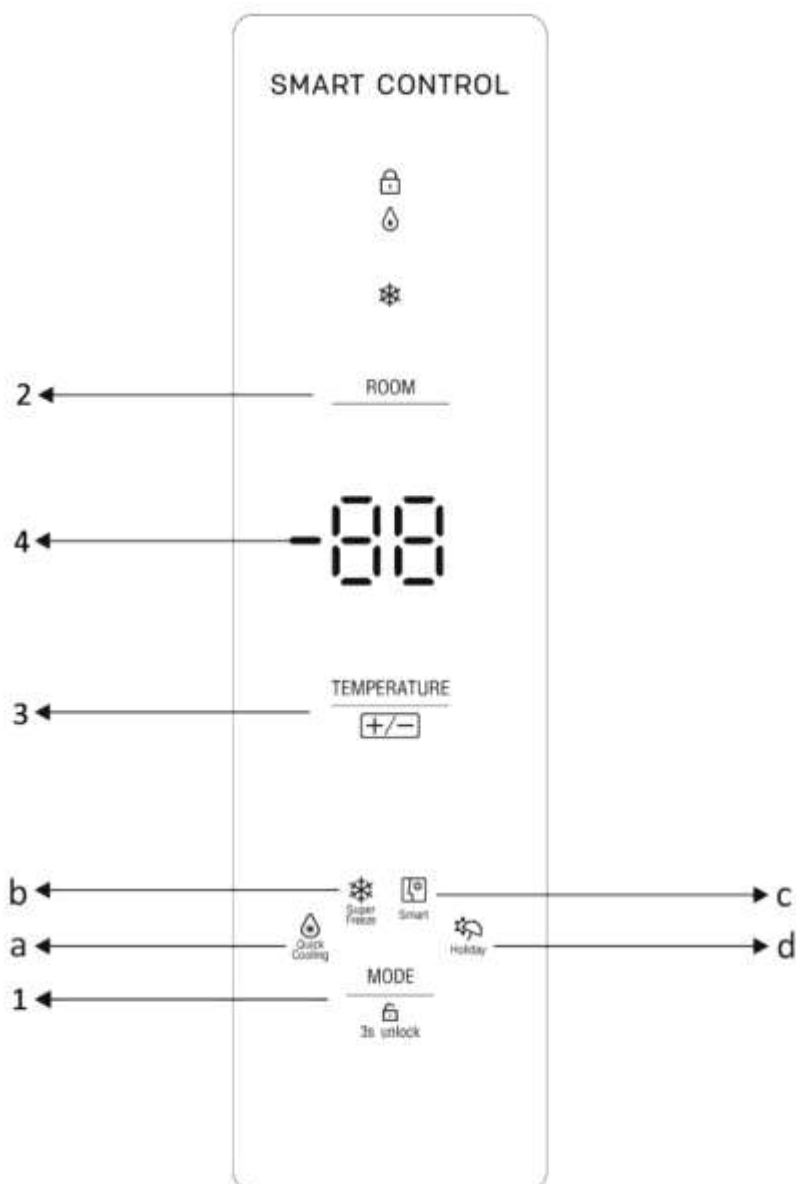 SMART CONTROL
2 ROOM
4 -88
TEMPERATURE
3 +/-
b Super Freeze Smart c
a Quick Cooling Holiday d
MODE
1
3s unlock